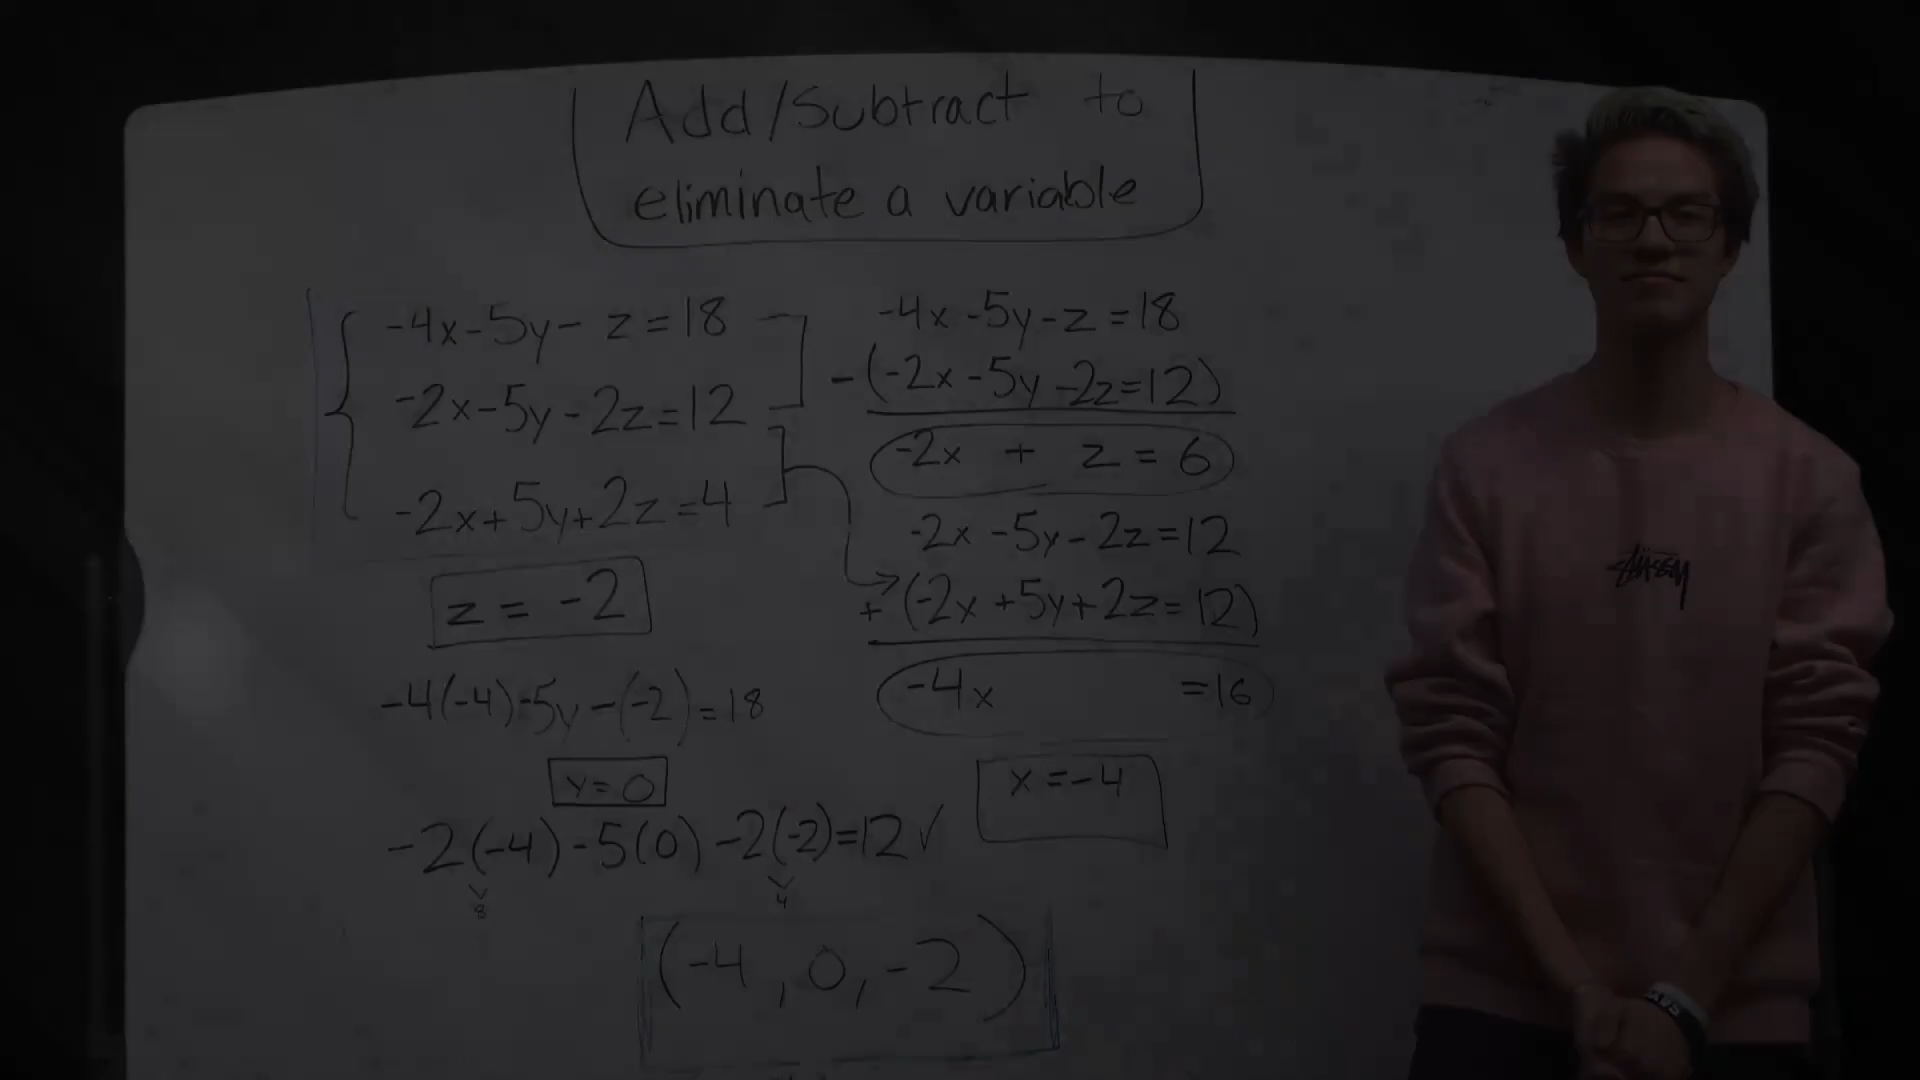 Add/Subtract to
eliminate a variable
-4x-5y- z=18
-2x-5y-2z=12
-2x+5y+2z=4
z = -2
-4(-4)-5y-(-2)=18
y=0
-2(-4)-5(0)-2(-2)=12✓
8
4
-4x-5y-z=18
-(-2x-5y-2z=12)
-2x + z = 6
-2x-5y-2z=12
+(-2x+5y+2z=12)
-4x =16
x=-4
(-4,0,-2)